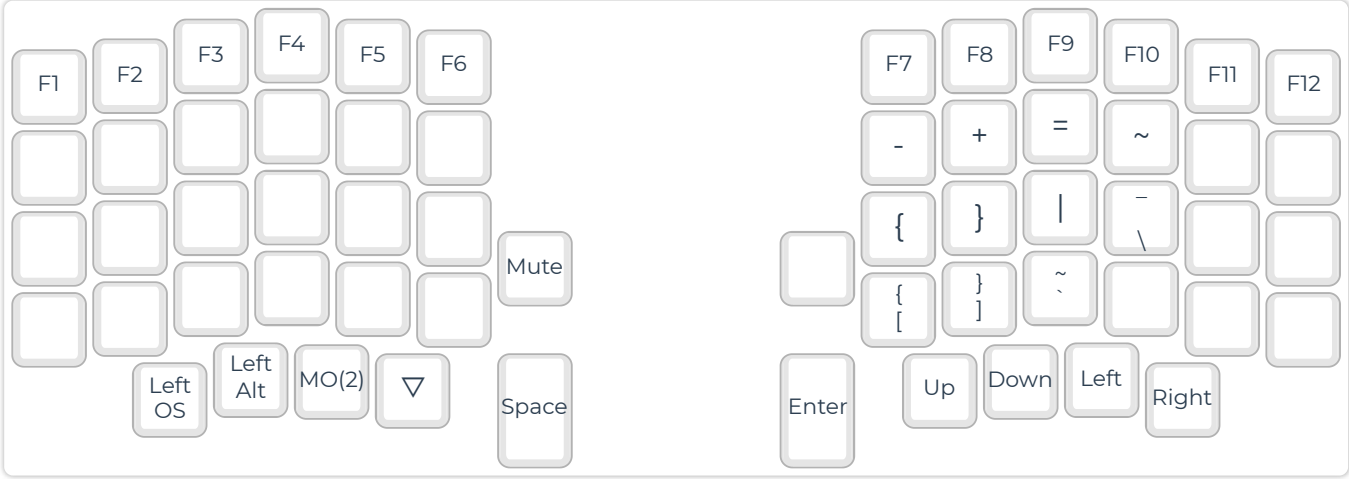 F1
F2
F3
F4
F5
F6
F7
F8
F9
F10
F11
F12
-
+
=
~
{
}
|
_
\
Mute
{
[
}
]
~
`
Left
OS
Left
Alt
MO(2)
▽
Space
Enter
Up
Down
Left
Right